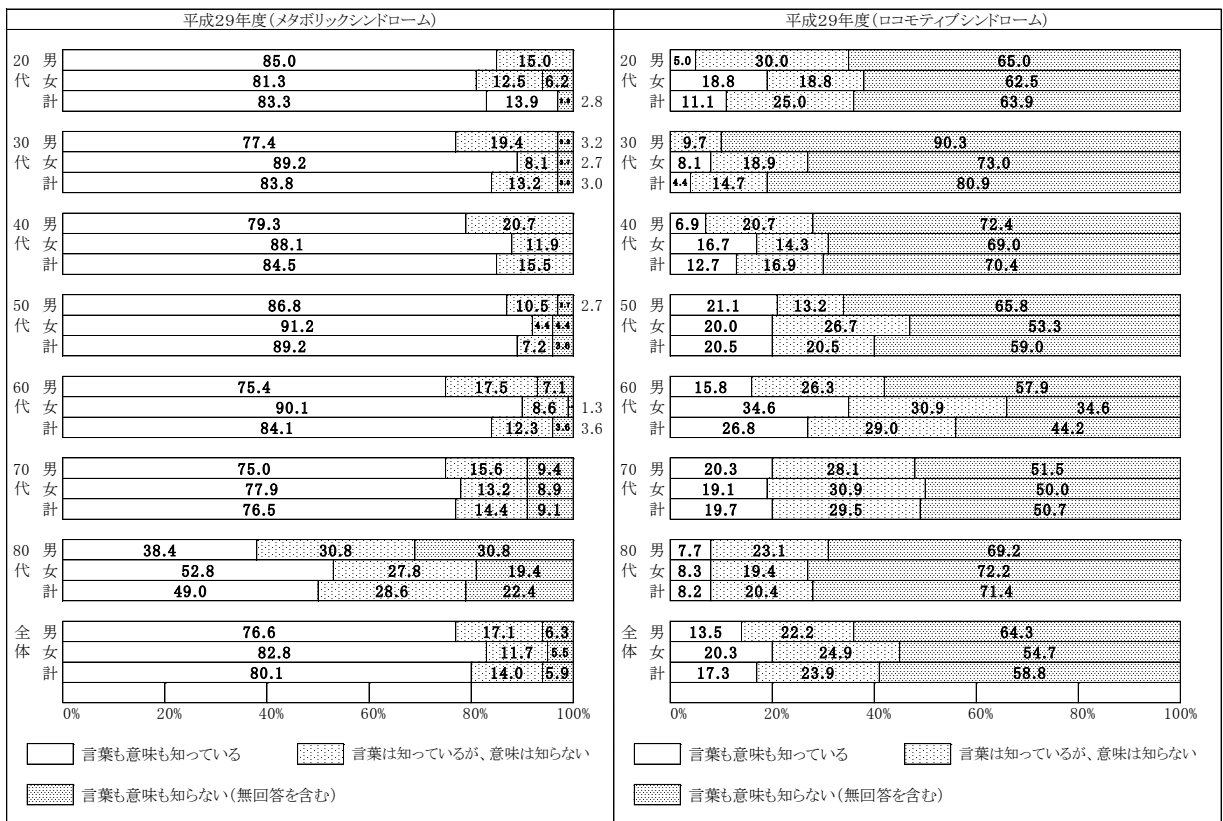 平成29年度（メタボリックシンドローム）
20 男 85.0 15.0
代 女 81.3 12.5 6.2
計 83.3 13.9 2.8 2.8
30 男 77.4 19.4 3.2 3.2
代 女 89.2 8.1 2.7 2.7
計 83.8 13.2 3.0 3.0
40 男 79.3 20.7
代 女 88.1 11.9
計 84.5 15.5
50 男 86.8 10.5 2.7 2.7
代 女 91.2 4.4 4.4
計 89.2 7.2 3.6
60 男 75.4 17.5 7.1
代 女 90.1 8.6 1.3
計 84.1 12.3 3.6 3.6
70 男 75.0 15.6 9.4
代 女 77.9 13.2 8.9
計 76.5 14.4 9.1
80 男 38.4 30.8 30.8
代 女 52.8 27.8 19.4
計 49.0 28.6 22.4
全 男 76.6 17.1 6.3
体 女 82.8 11.7 5.5
計 80.1 14.0 5.9
0% 20% 40% 60% 80% 100%
言葉も意味も知っている 言葉は知っているが、意味は知らない
言葉も意味も知らない（無回答を含む）
平成29年度（ロコモティブシンドローム）
20 男 5.0 30.0 65.0
代 女 18.8 18.8 62.5
計 11.1 25.0 63.9
30 男 9.7 90.3
代 女 8.1 18.9 73.0
計 4.4 14.7 80.9
40 男 6.9 20.7 72.4
代 女 16.7 14.3 69.0
計 12.7 16.9 70.4
50 男 21.1 13.2 65.8
代 女 20.0 26.7 53.3
計 20.5 20.5 59.0
60 男 15.8 26.3 57.9
代 女 34.6 30.9 34.6
計 26.8 29.0 44.2
70 男 20.3 28.1 51.5
代 女 19.1 30.9 50.0
計 19.7 29.5 50.7
80 男 7.7 23.1 69.2
代 女 8.3 19.4 72.2
計 8.2 20.4 71.4
全 男 13.5 22.2 64.3
体 女 20.3 24.9 54.7
計 17.3 23.9 58.8
0% 20% 40% 60% 80% 100%
言葉も意味も知っている 言葉は知っているが、意味は知らない
言葉も意味も知らない（無回答を含む）